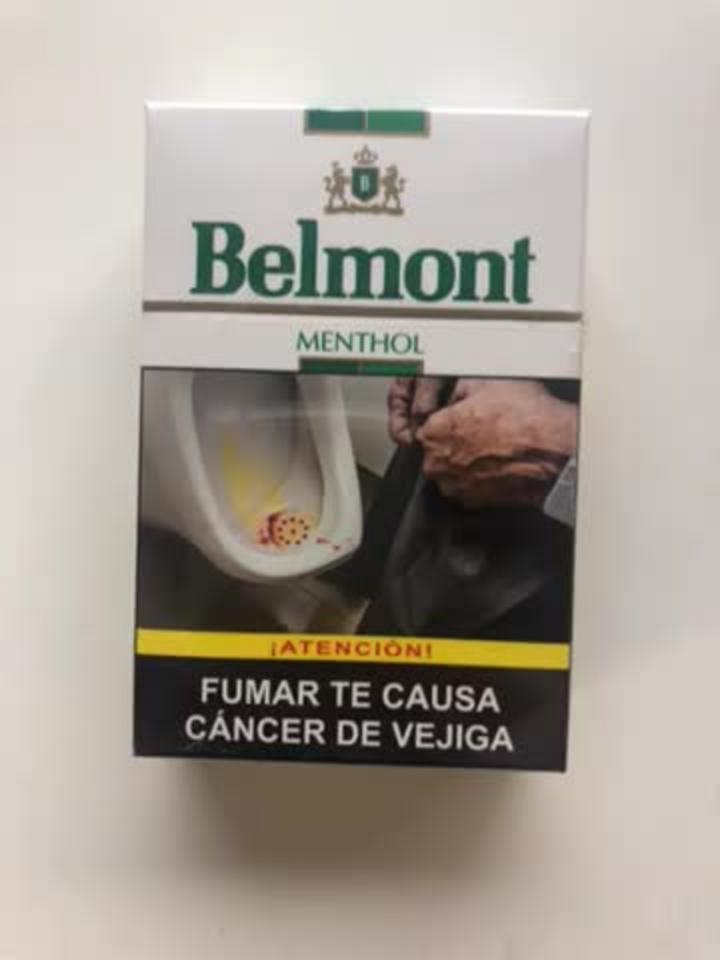 B
Belmont
MENTHOL
¡ATENCIÓN!
FUMAR TE CAUSA
CÁNCER DE VEJIGA